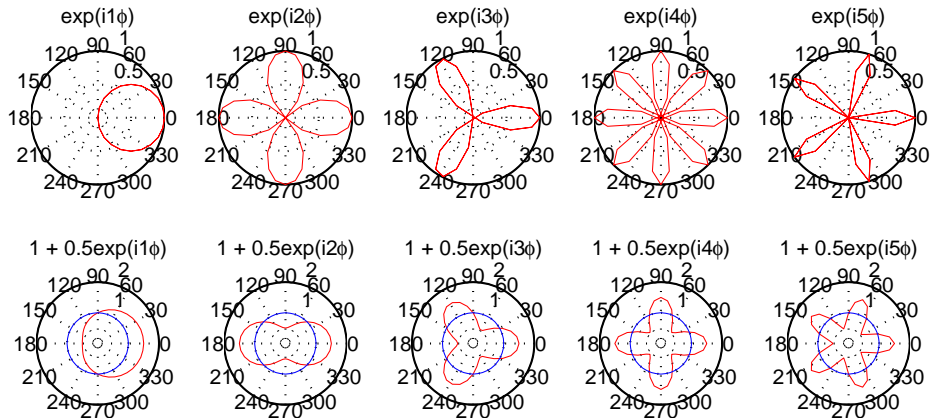 exp(i1ϕ) exp(i2ϕ) exp(i3ϕ) exp(i4ϕ) exp(i5ϕ)
90 1 90 1 90 1 90 1 90 1
120 60 120 60 120 60 120 60 120 60
0.5 0.5 0.5 0.5 0.5
150 30 150 30 150 30 150 30 150 30
180 0 180 0 180 0 180 0 180 0
210 330 210 330 210 330 210 330 210 330
240 300 240 300 240 300 240 300 240 300
270 270 270 270 270
1 + 0.5exp(i1ϕ) 1 + 0.5exp(i2ϕ) 1 + 0.5exp(i3ϕ) 1 + 0.5exp(i4ϕ) 1 + 0.5exp(i5ϕ)
90 2 90 2 90 2 90 2 90 2
120 60 120 60 120 60 120 60 120 60
1 1 1 1 1
150 30 150 30 150 30 150 30 150 30
180 0 180 0 180 0 180 0 180 0
210 330 210 330 210 330 210 330 210 330
240 300 240 300 240 300 240 300 240 300
270 270 270 270 270